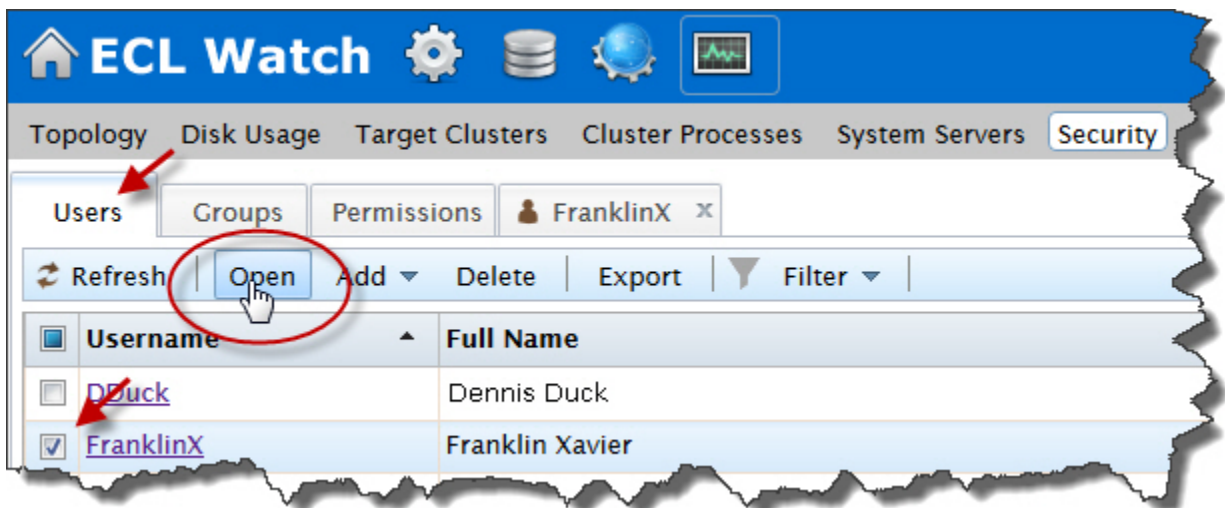 ECL Watch
Topology Disk Usage Target Clusters Cluster Processes System Servers Security
Users Groups Permissions FranklinX x
Refresh Open Add Delete Export Filter
Username Full Name
DDuck Dennis Duck
FranklinX Franklin Xavier